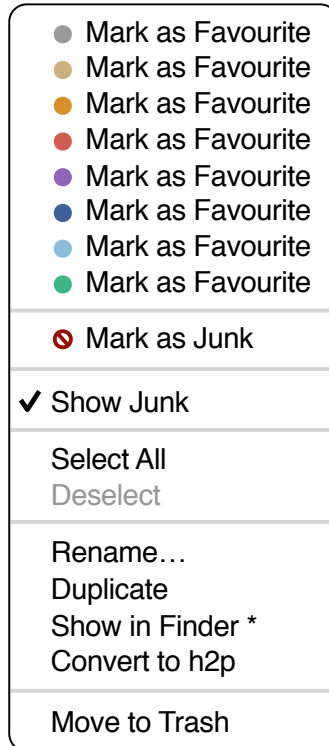 Mark as Favourite
Mark as Favourite
Mark as Favourite
Mark as Favourite
Mark as Favourite
Mark as Favourite
Mark as Favourite
Mark as Favourite
Mark as Junk
Show Junk
Select All
Deselect
Rename…
Duplicate
Show in Finder *
Convert to h2p
Move to Trash